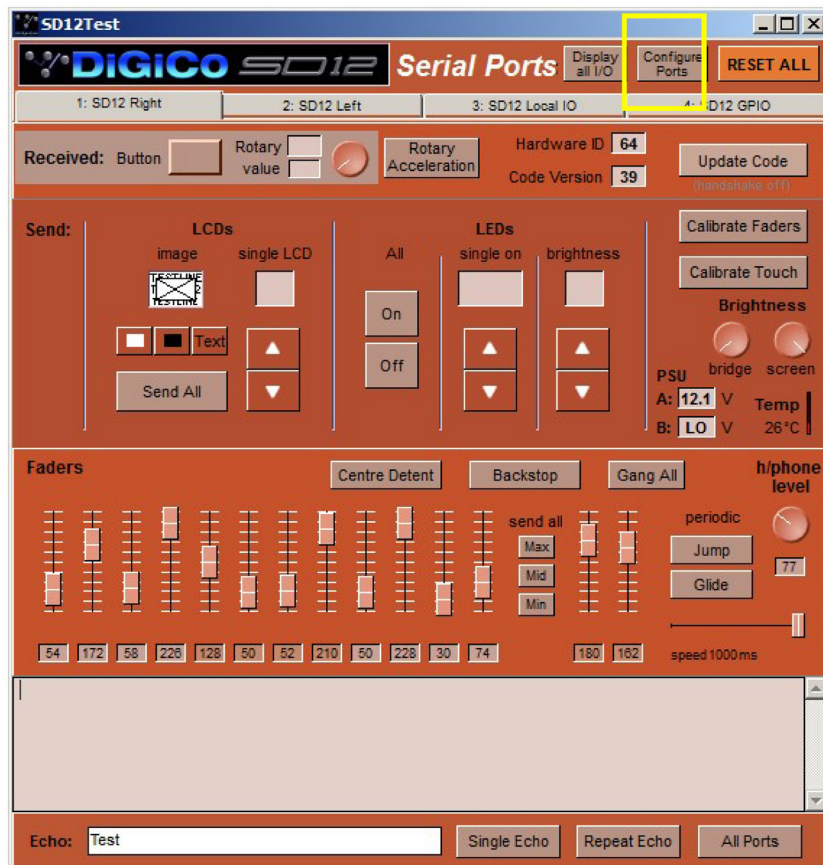 SD12Test
DiGiCo SD12 Serial Ports Display all I/O Configure Ports RESET ALL
1: SD12 Right 2: SD12 Left 3: SD12 Local IO 4: SD12 GPIO
Received: Button Rotary value Rotary Acceleration Hardware ID 64
Code Version 39
Update Code
(handshake off)
Send: LCDs LEDs
image single LCD All single on brightness
TESTLINE
TESTLINE
Text
Send All
On
Off
Calibrate Faders
Calibrate Touch
Brightness
bridge screen
PSU
A: 12.1 V Temp
B: LO V 26°C
Faders Centre Detent Backstop Gang All h/phone level
send all periodic
Max Jump
Mid Glide 77
Min
54 172 58 226 128 50 52 210 50 228 30 74 180 162 speed 1000 ms
Echo: Test Single Echo Repeat Echo All Ports